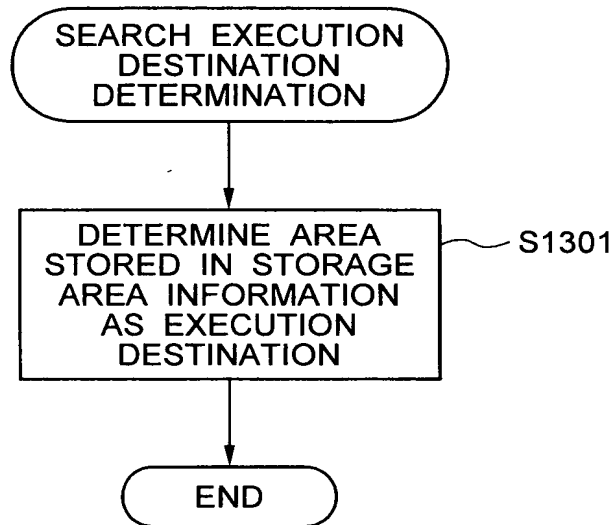 SEARCH EXECUTION
DESTINATION
DETERMINATION
DETERMINE AREA
STORED IN STORAGE
AREA INFORMATION
AS EXECUTION
DESTINATION
S1301
END